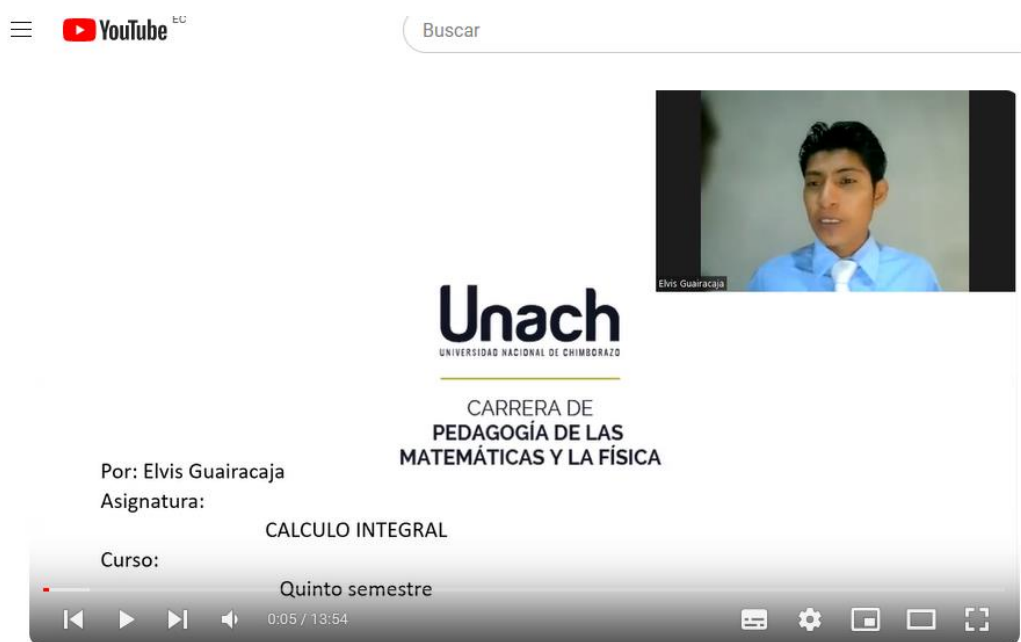 YouTube EC
Buscar
Elvis Guairacaja
Unach
UNIVERSIDAD NACIONAL DE CHIMBORAZO
CARRERA DE
PEDAGOGÍA DE LAS
MATEMÁTICAS Y LA FÍSICA
Por: Elvis Guairacaja
Asignatura:
CALCULO INTEGRAL
Curso:
Quinto semestre
0:05 / 13:54